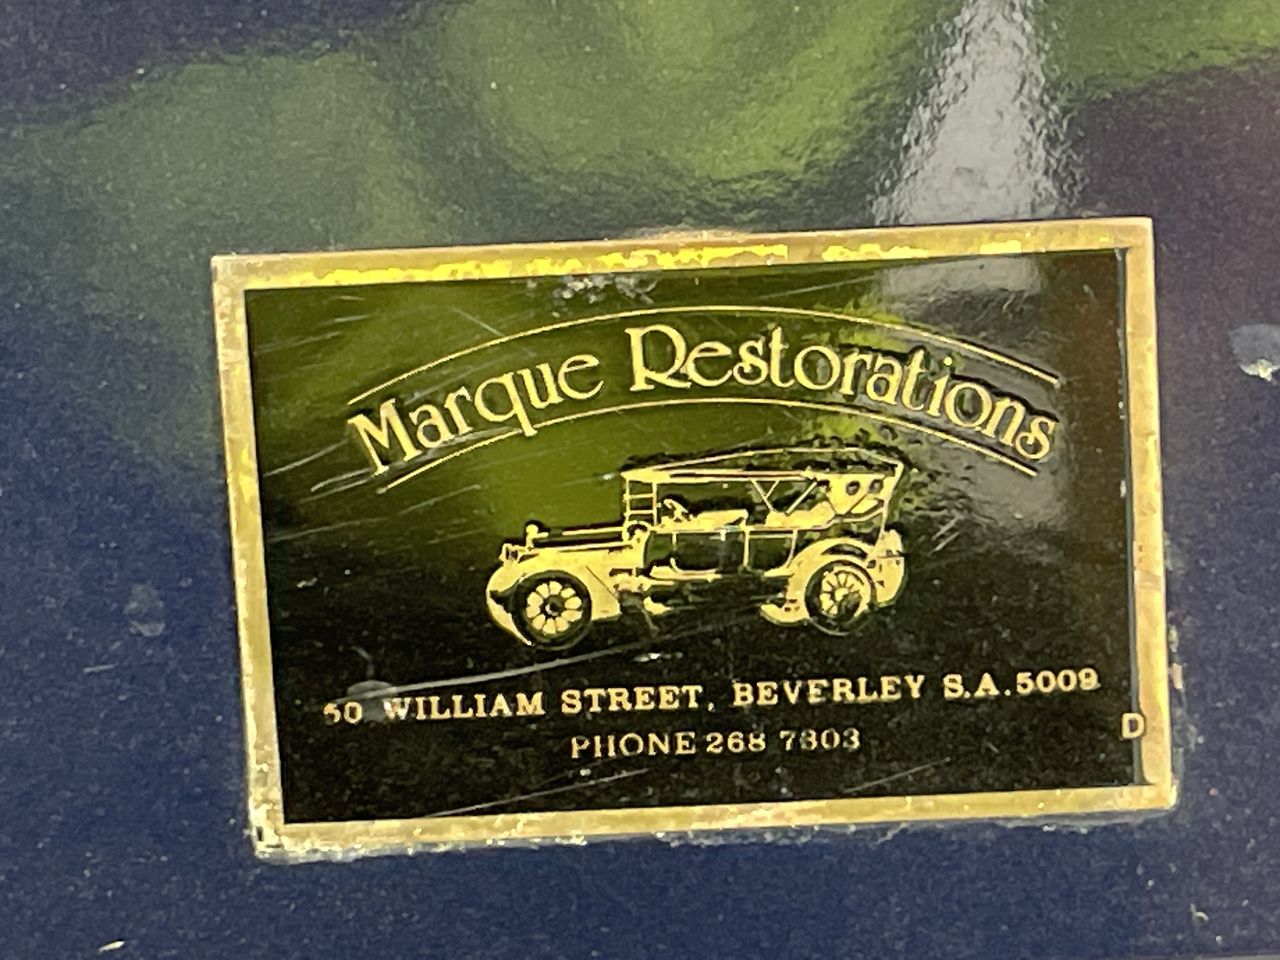 Marque Restorations
50 WILLIAM STREET, BEVERLEY S.A. 5009
PHONE 268 7303
D